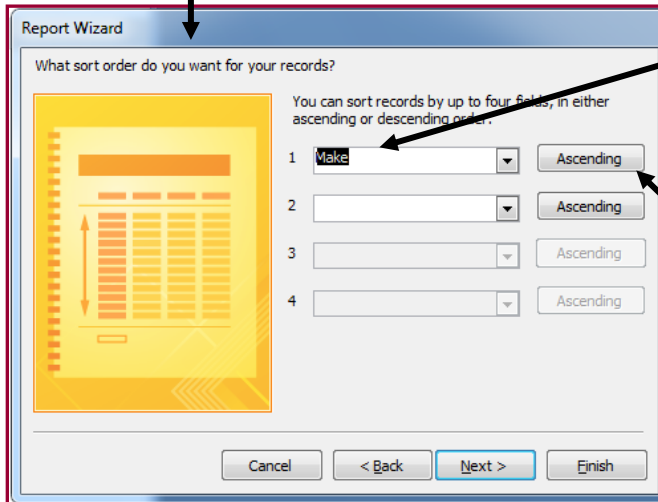 Report Wizard
What sort order do you want for your records?
You can sort records by up to four fields, in either
ascending or descending order.
1 Make Ascending
2 Ascending
3 Ascending
4 Ascending
Cancel < Back Next > Finish